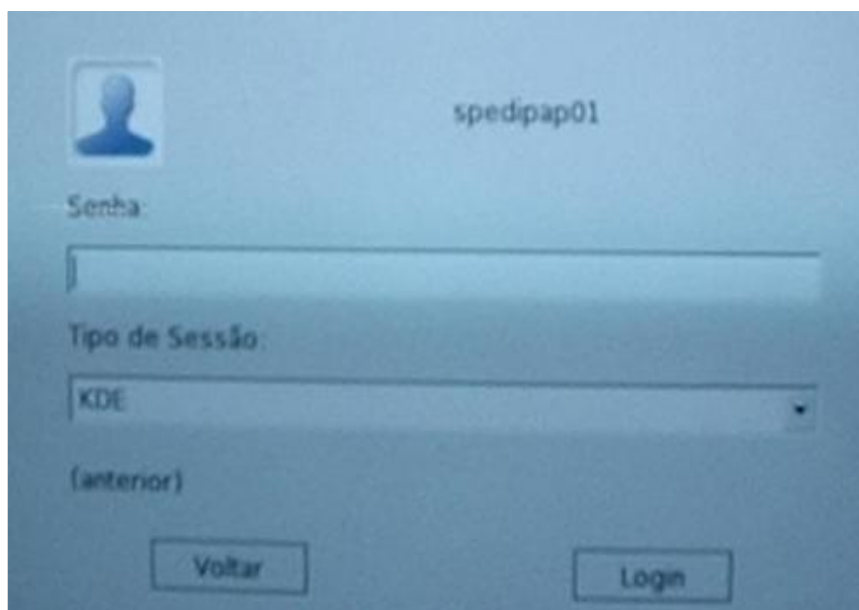 spedipap01
Senha:
Tipo de Sessão:
KDE
(anterior)
Voltar
Login